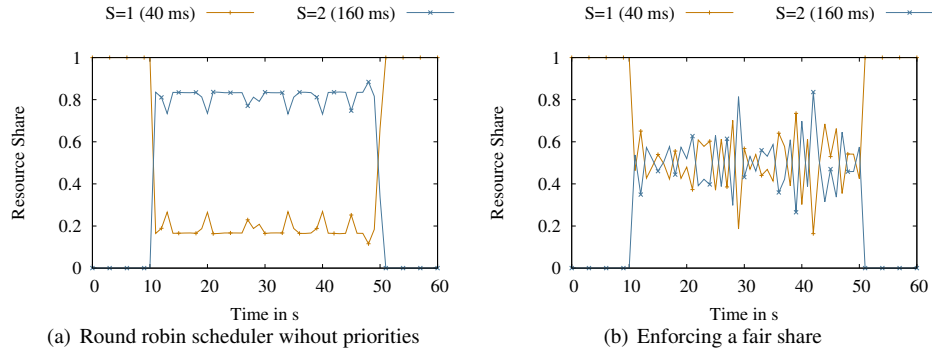 S=1 (40 ms) S=2 (160 ms)
1
0.8
0.6
0.4
0.2
0
0 10 20 30 40 50 60
Resource Share
Time in s
(a) Round robin scheduler wihout priorities
S=1 (40 ms) S=2 (160 ms)
1
0.8
0.6
0.4
0.2
0
0 10 20 30 40 50 60
Resource Share
Time in s
(b) Enforcing a fair share